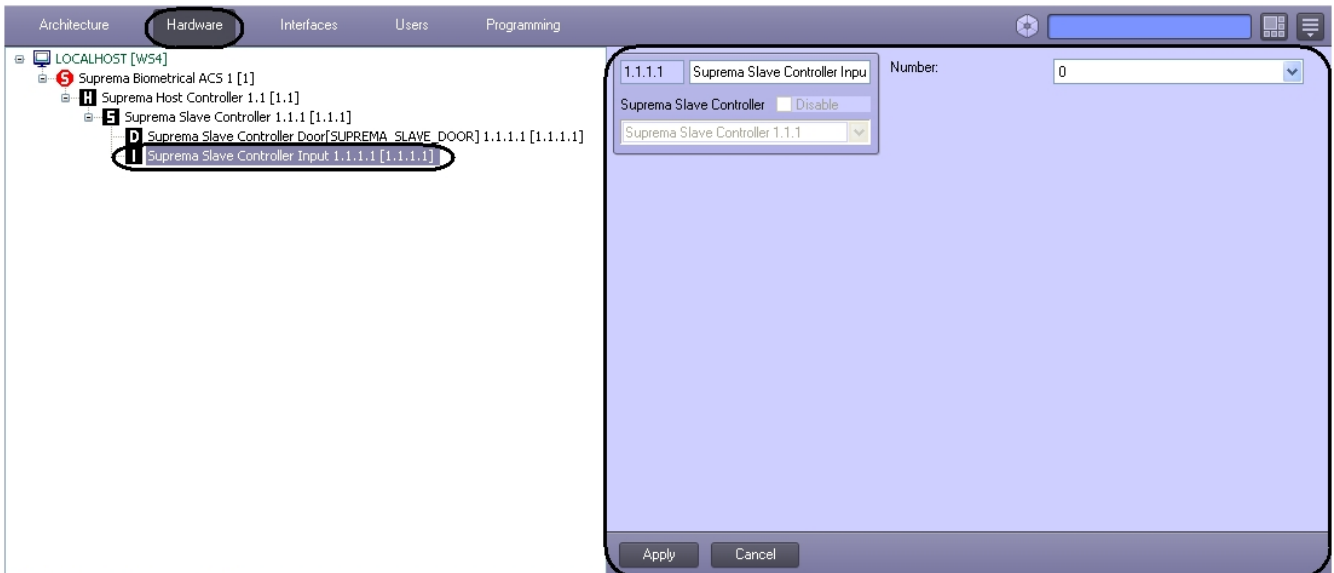 Architecture Hardware Interfaces Users Programming
LOCALHOST [WS4]
S Suprema Biometrical ACS 1 [1]
H Suprema Host Controller 1.1 [1.1]
S Suprema Slave Controller 1.1.1 [1.1.1]
D Suprema Slave Controller Door[SUPREMA_SLAVE_DOOR] 1.1.1.1 [1.1.1.1]
I Suprema Slave Controller Input 1.1.1.1 [1.1.1.1]
1.1.1.1 Suprema Slave Controller Inpu
Number: 0
Suprema Slave Controller Disable
Suprema Slave Controller 1.1.1
Apply Cancel